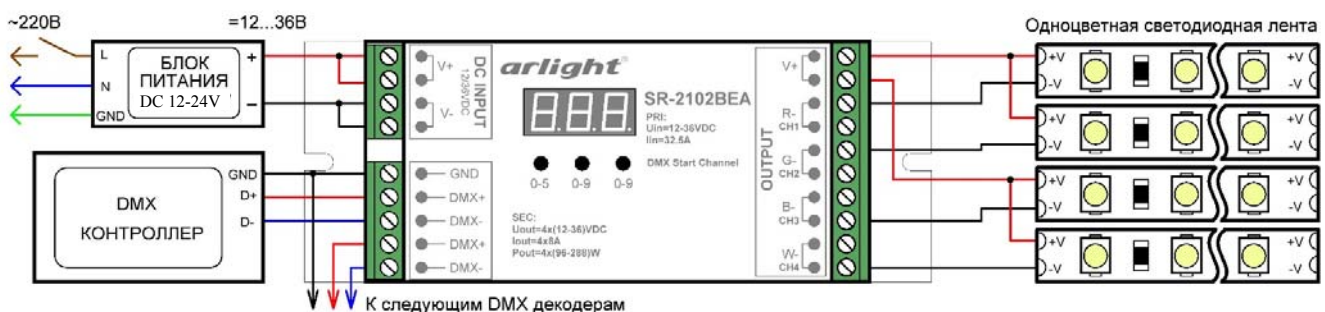 ~220В
=12...36В
L
N
GND
БЛОК
ПИТАНИЯ
DC 12-24V
+
−
DMX
КОНТРОЛЛЕР
GND
D+
D-
V+
V-
DC INPUT
12/36VDC
GND
DMX+
DMX-
DMX+
DMX-
К следующим DMX декодерам
arlight
SR-2102BEA
PRI:
Uin=12-36VDC
Iin=32.5A
DMX Start Channel
0-5 0-9 0-9
SEC:
Uout=4x(12-36)VDC
Iout=4x8A
Pout=4x(96-288)W
OUTPUT
V+
R-
CH1
G-
CH2
B-
CH3
W-
CH4
Одноцветная светодиодная лента
+V +V
-V -V
+V +V
-V -V
+V +V
-V -V
+V +V
-V -V